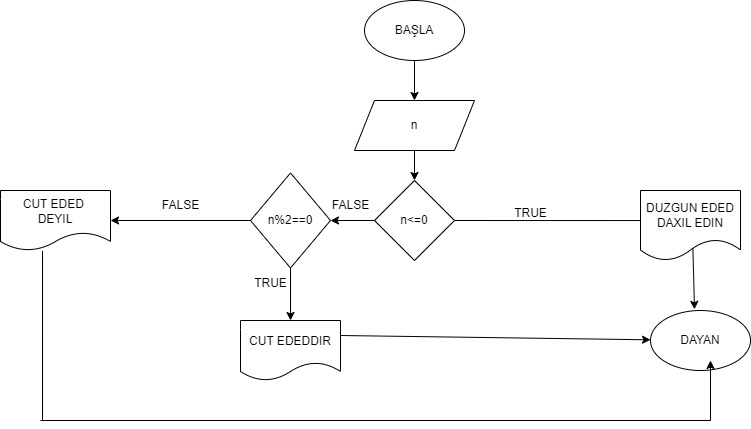 BAŞLA
n
n<=0
FALSE
TRUE
n%2==0
FALSE
TRUE
CUT EDED
DEYIL
DUZGUN EDED
DAXIL EDIN
CUT EDEDDIR
DAYAN